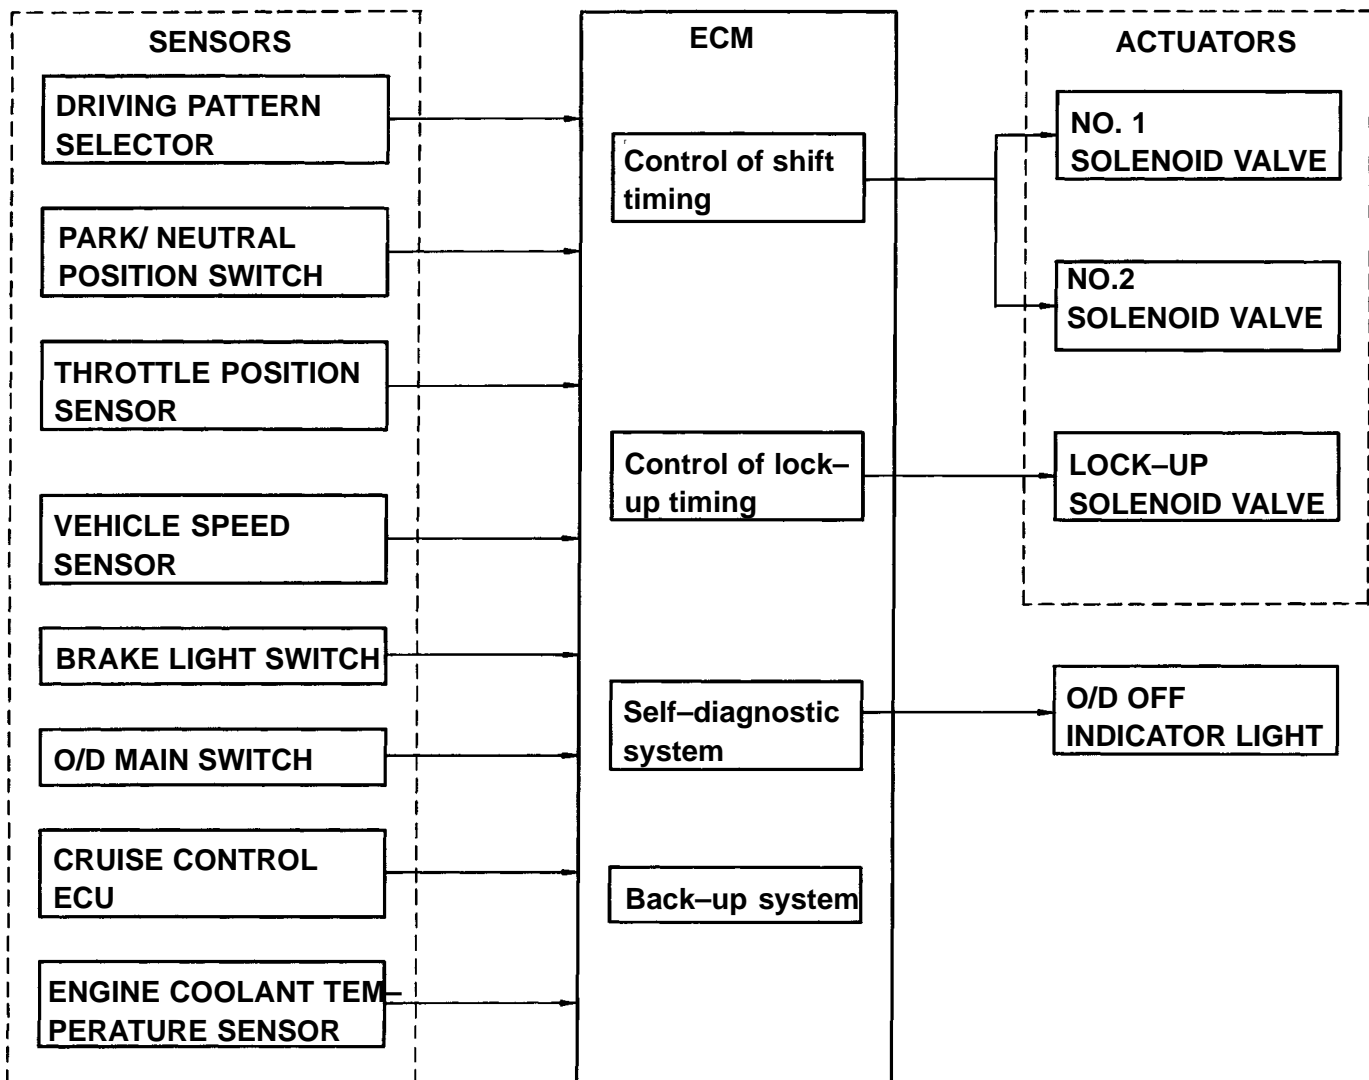 SENSORS
DRIVING PATTERN
SELECTOR
PARK/ NEUTRAL
POSITION SWITCH
THROTTLE POSITION
SENSOR
VEHICLE SPEED
SENSOR
BRAKE LIGHT SWITCH
O/D MAIN SWITCH
CRUISE CONTROL
ECU
ENGINE COOLANT TEM–
PERATURE SENSOR
ECM
Control of shift
timing
Control of lock–
up timing
Self–diagnostic
system
Back–up system
ACTUATORS
NO. 1
SOLENOID VALVE
NO.2
SOLENOID VALVE
LOCK–UP
SOLENOID VALVE
O/D OFF
INDICATOR LIGHT